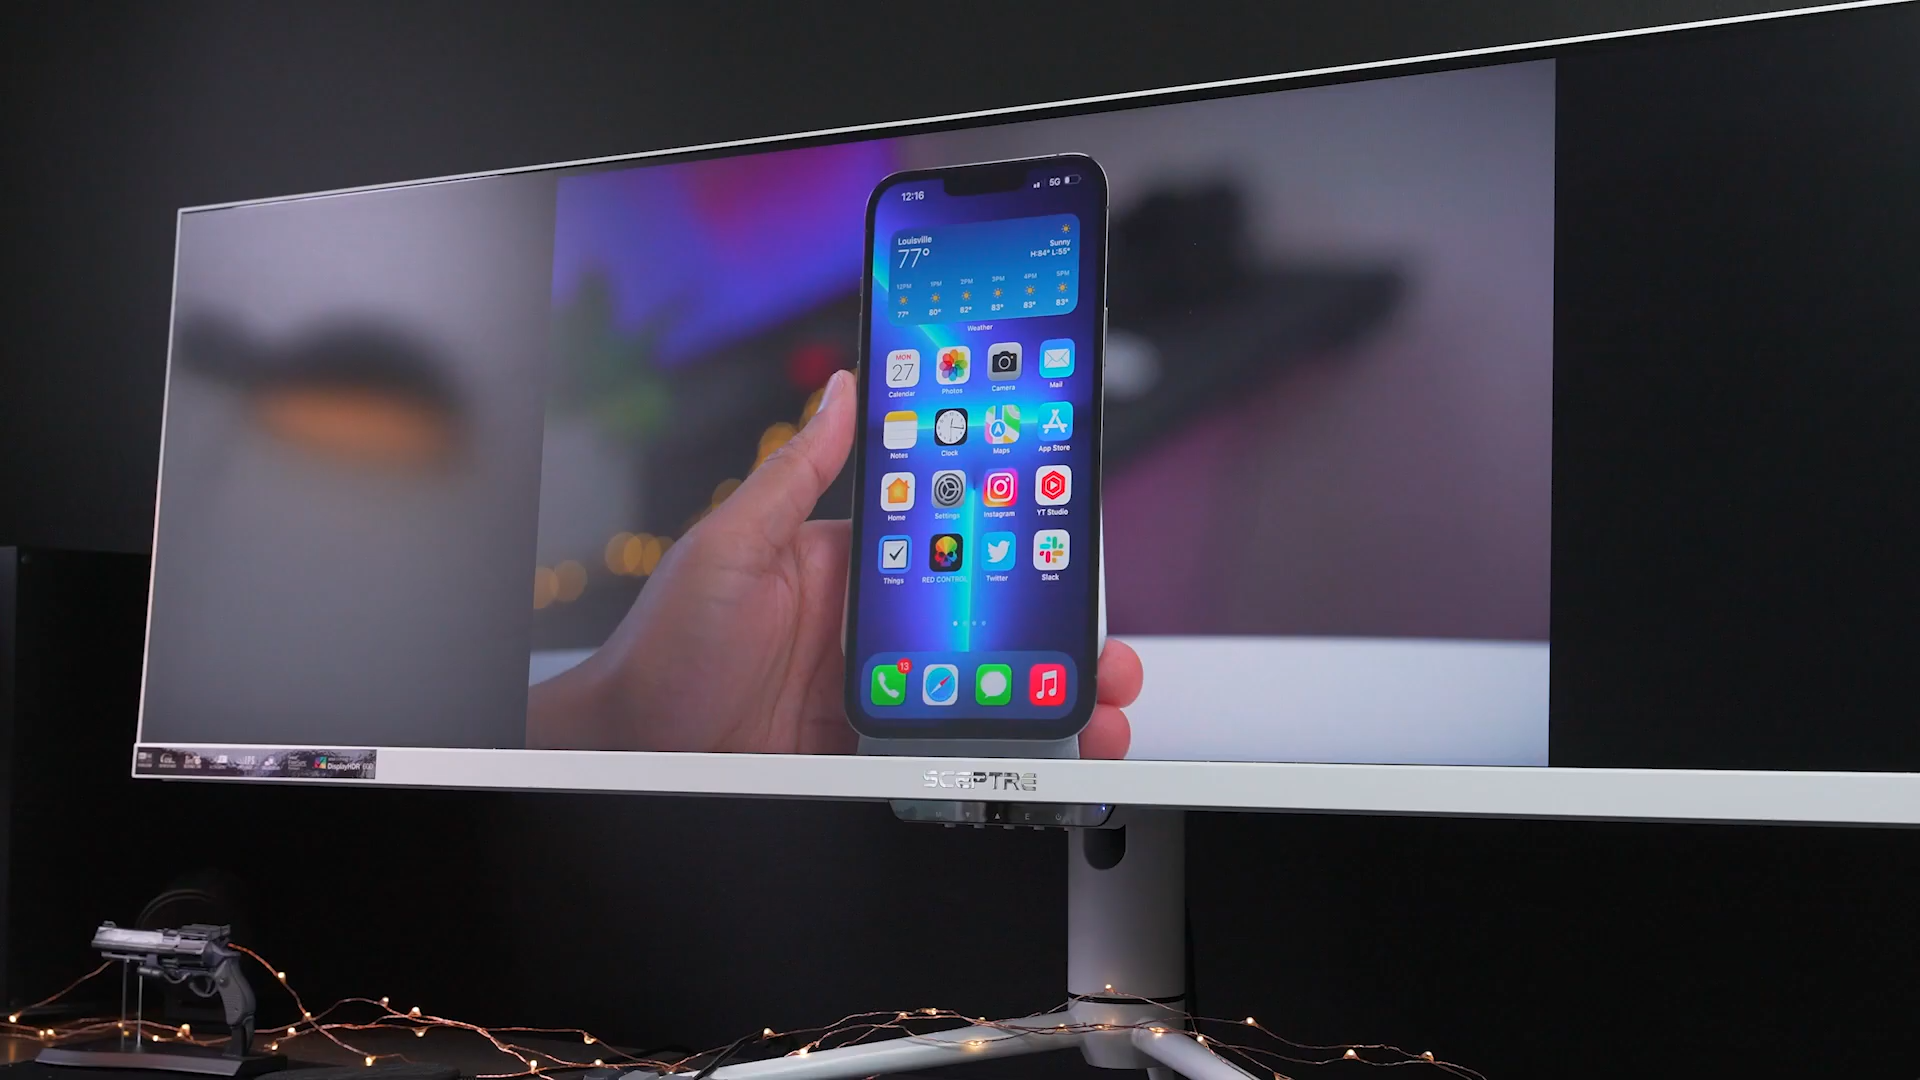 12:16
5G
Louisville
77°
Sunny
H:84° L:55°
12PM 1PM 2PM 3PM 4PM 5PM
77° 80° 82° 83° 83° 83°
Weather
MON
27
Calendar Photos Camera Mail
Notes Clock Maps App Store
Home Settings Instagram YT Studio
Things RED CONTROL Twitter Slack
13
DisplayHDR
SCEPTRE